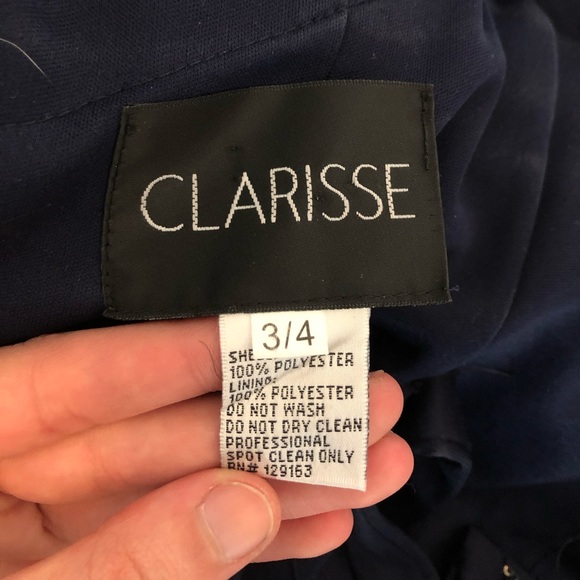 CLARISSE
3/4
100% POLYESTER
LINING:
100% POLYESTER
DO NOT WASH
DO NOT DRY CLEAN
PROFESSIONAL
SPOT CLEAN ONLY
RN# 129163